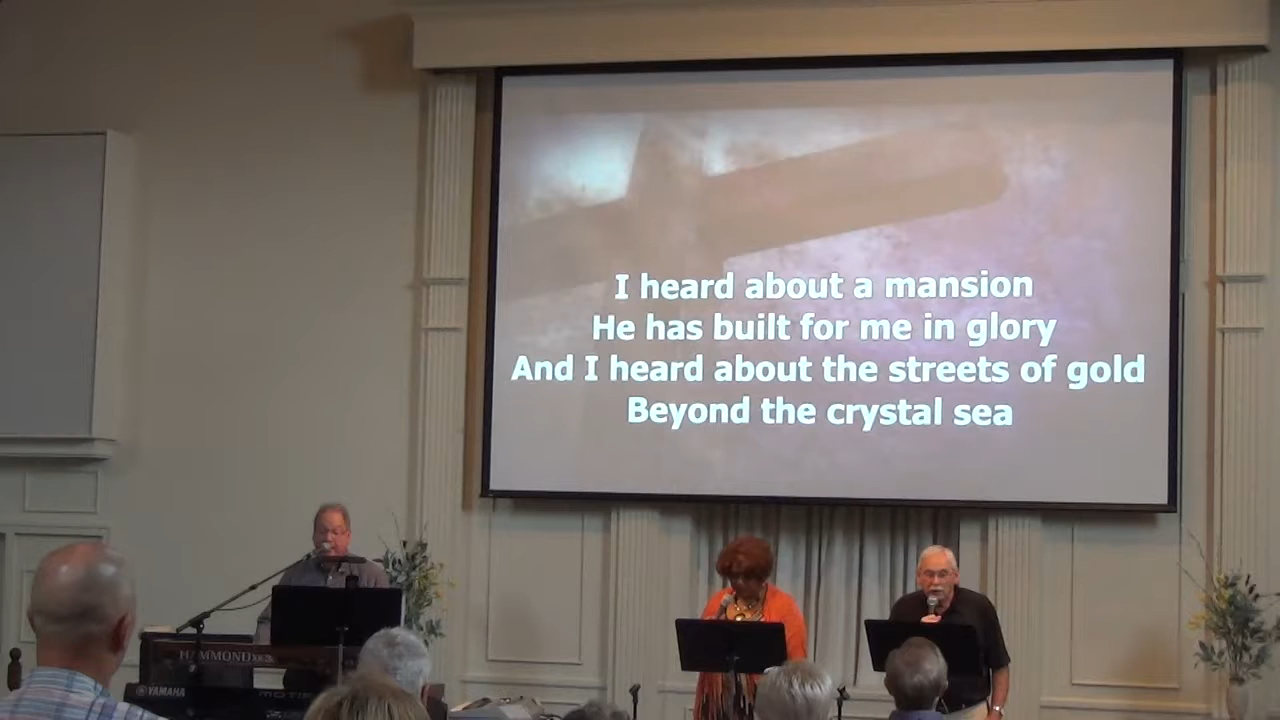 I heard about a mansion
He has built for me in glory
And I heard about the streets of gold
Beyond the crystal sea
HAMMOND
YAMAHA